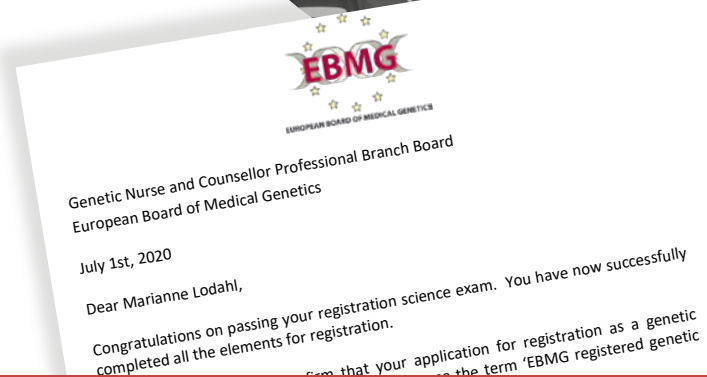 EBMG
EUROPEAN BOARD OF MEDICAL GENETICS
Genetic Nurse and Counsellor Professional Branch Board
European Board of Medical Genetics
July 1st, 2020
Dear Marianne Lodahl,
Congratulations on passing your registration science exam. You have now successfully
completed all the elements for registration.
that your application for registration as a genetic
the term ‘EBMG registered genetic